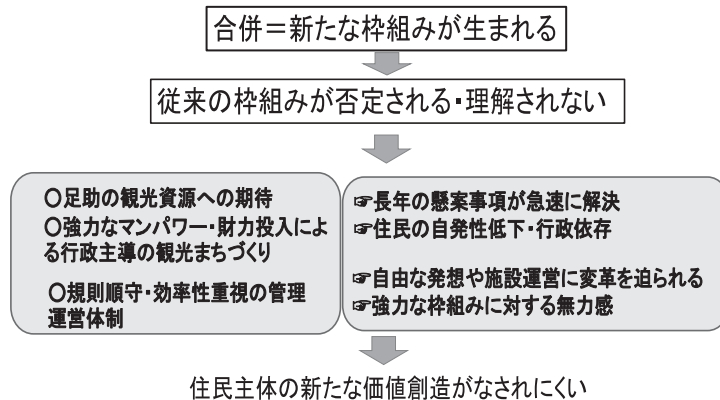 合併＝新たな枠組みが生まれる
従来の枠組みが否定される・理解されない
○足助の観光資源への期待
○強力なマンパワー・財力投入によ
る行政主導の観光まちづくり
○規則順守・効率性重視の管理
運営体制
☞長年の懸案事項が急速に解決
☞住民の自発性低下・行政依存
☞自由な発想や施設運営に変革を迫られる
☞強力な枠組みに対する無力感
住民主体の新たな価値創造がなされにくい